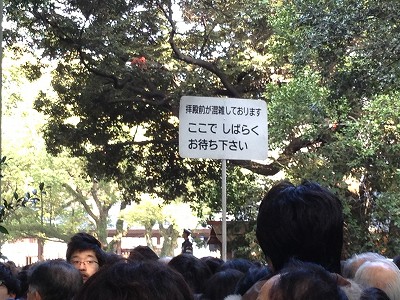 拝殿前が混雑しております
ここで しばらく
お待ち下さい